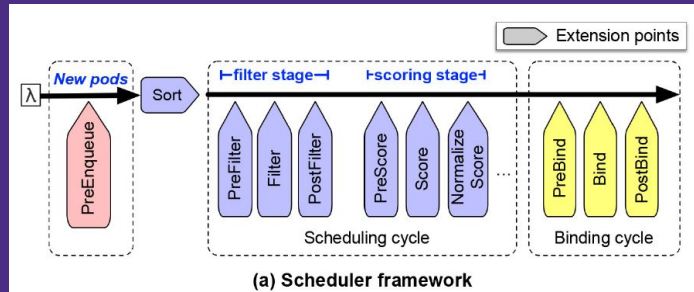 Extension points
New pods
filter stage
scoring stage
λ
Sort
PreEnqueue
PreFilter
Filter
PostFilter
PreScore
Score
Normalize
Score
...
PreBind
Bind
PostBind
Scheduling cycle
Binding cycle
(a) Scheduler framework